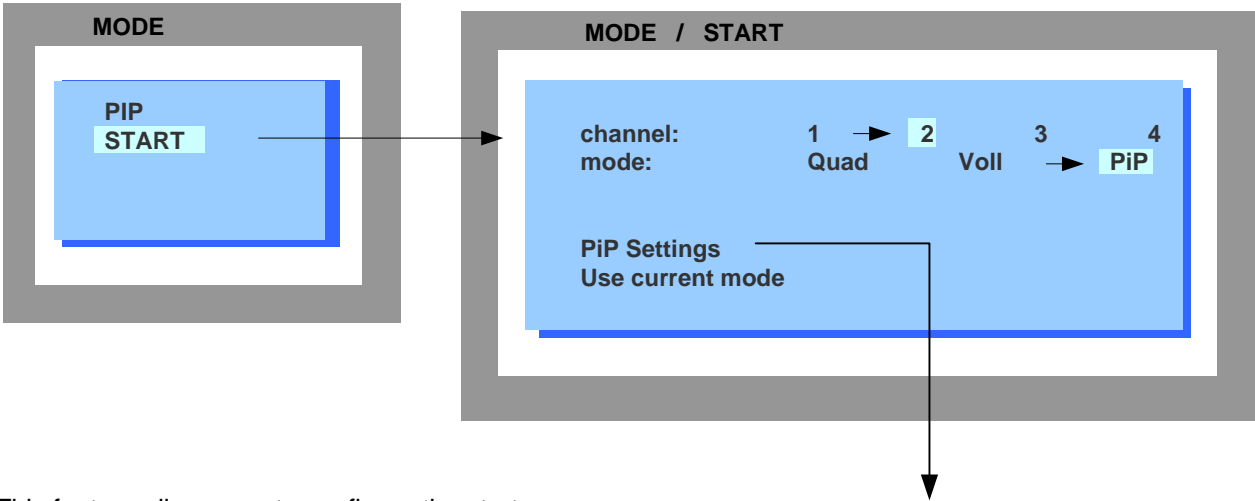 MODE
PIP
START
MODE / START
channel: 1 2 3 4
mode: Quad Voll PiP
PiP Settings
Use current mode